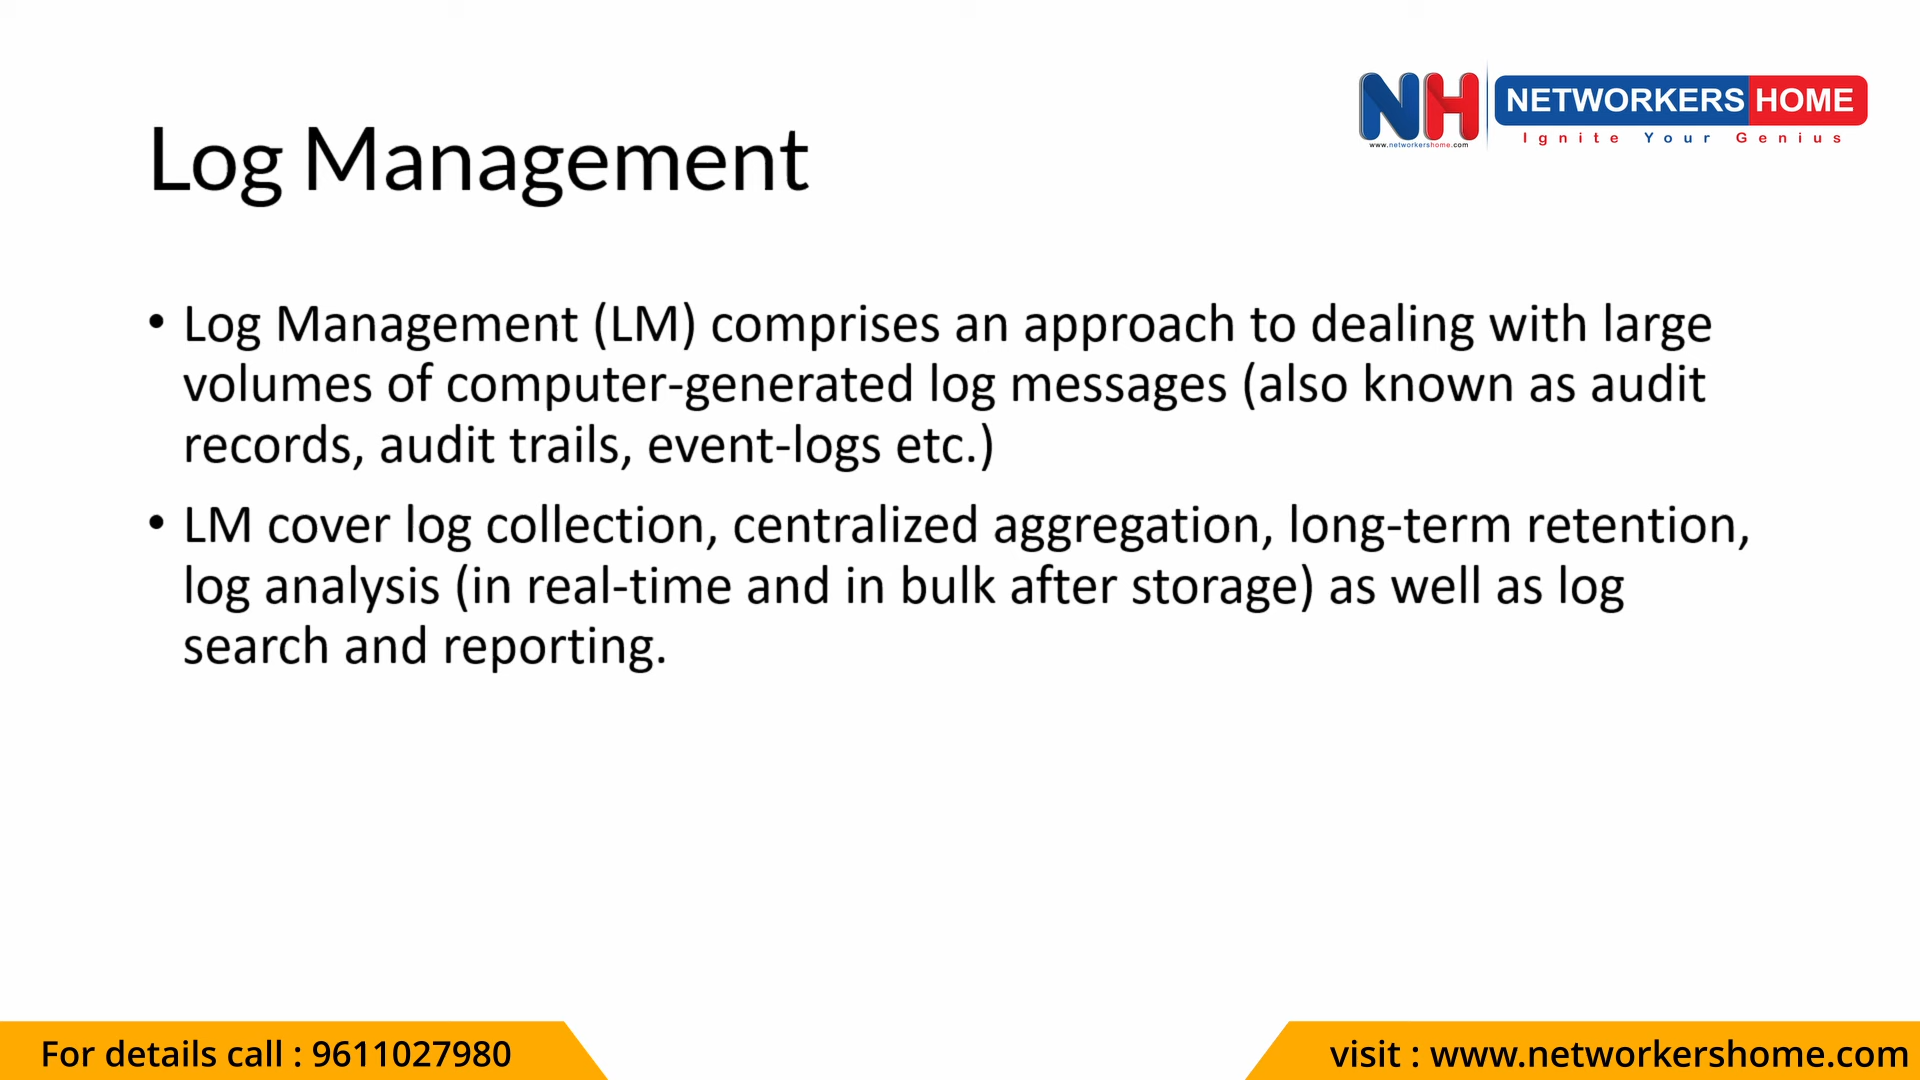 NH
www.networkershome.com
NETWORKERS HOME
Ignite Your Genius
Log Management
• Log Management (LM) comprises an approach to dealing with large
volumes of computer-generated log messages (also known as audit
records, audit trails, event-logs etc.)
• LM cover log collection, centralized aggregation, long-term retention,
log analysis (in real-time and in bulk after storage) as well as log
search and reporting.
For details call : 9611027980
visit : www.networkershome.com